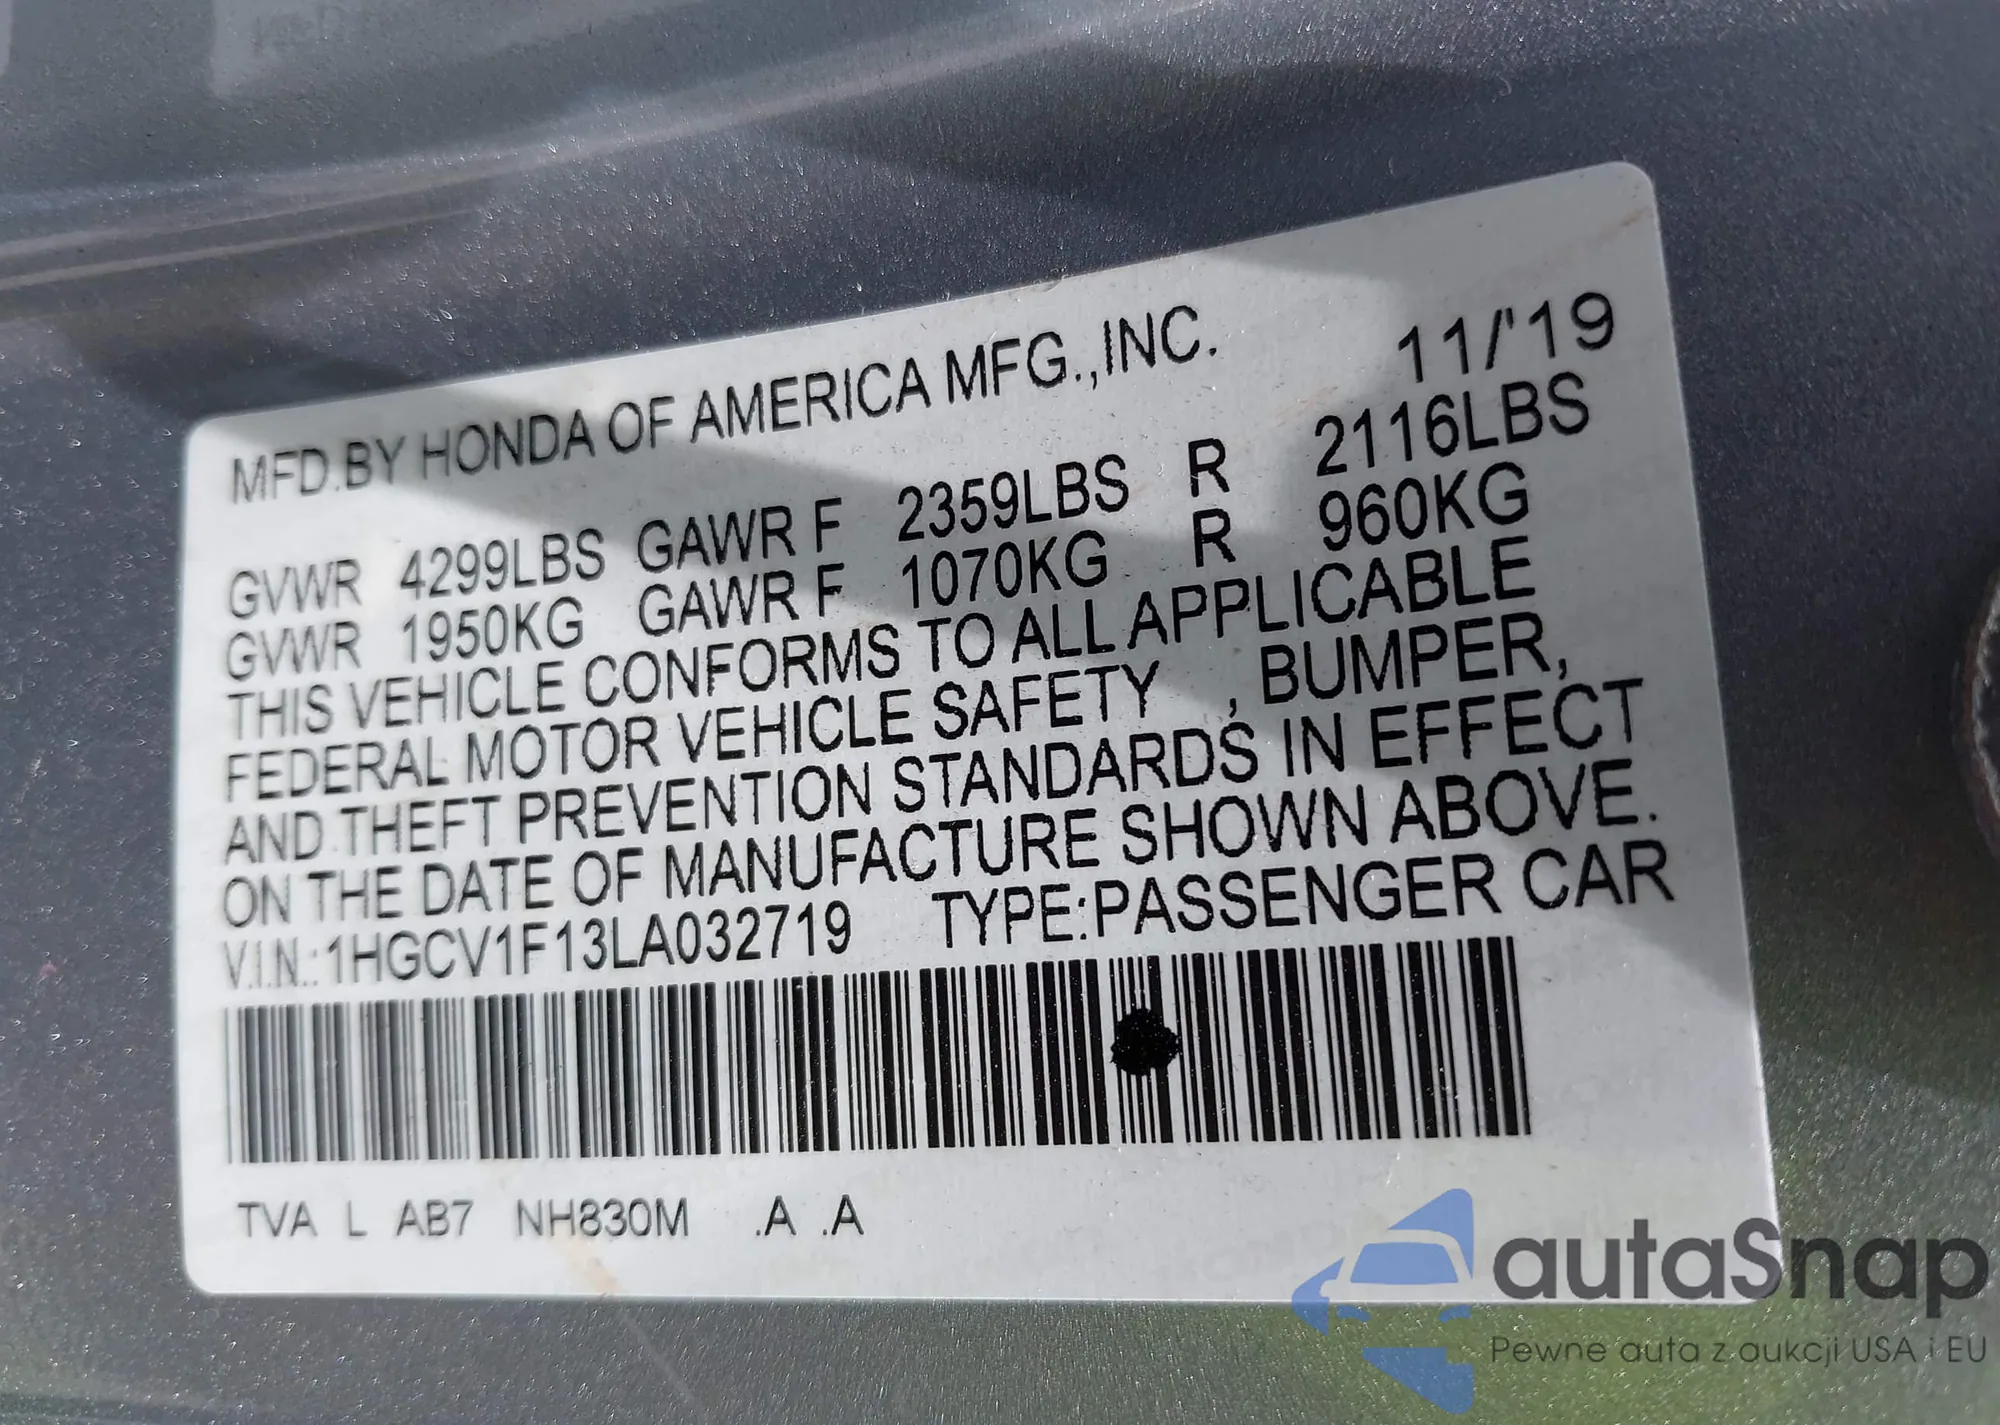 MFD.BY HONDA OF AMERICA MFG.,INC. 11/'19
GVWR 4299LBS GAWR F 2359LBS R 2116LBS
GVWR 1950KG GAWR F 1070KG R 960KG
THIS VEHICLE CONFORMS TO ALL APPLICABLE
FEDERAL MOTOR VEHICLE SAFETY , BUMPER,
AND THEFT PREVENTION STANDARDS IN EFFECT
ON THE DATE OF MANUFACTURE SHOWN ABOVE.
V.I.N.:1HGCV1F13LA032719 TYPE:PASSENGER CAR
TVA L AB7 NH830M .A .A
autaSnap
Pewne auta z aukcji USA i EU